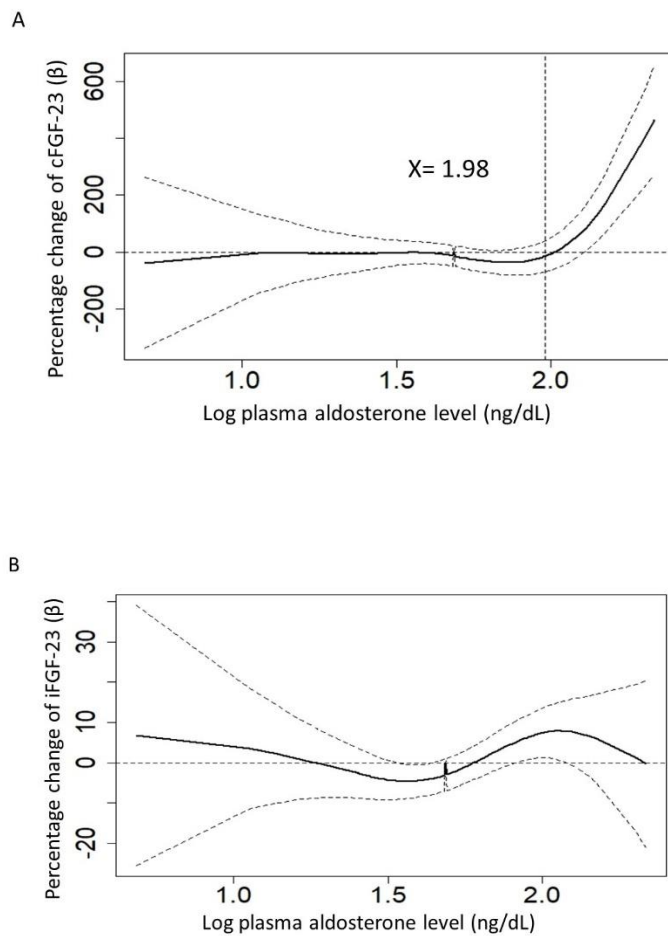 A
Percentage change of cFGF-23 (β)
600
200
0
-200
X= 1.98
1.0
1.5
2.0
Log plasma aldosterone level (ng/dL)
B
Percentage change of iFGF-23 (β)
30
10
0
-20
1.0
1.5
2.0
Log plasma aldosterone level (ng/dL)